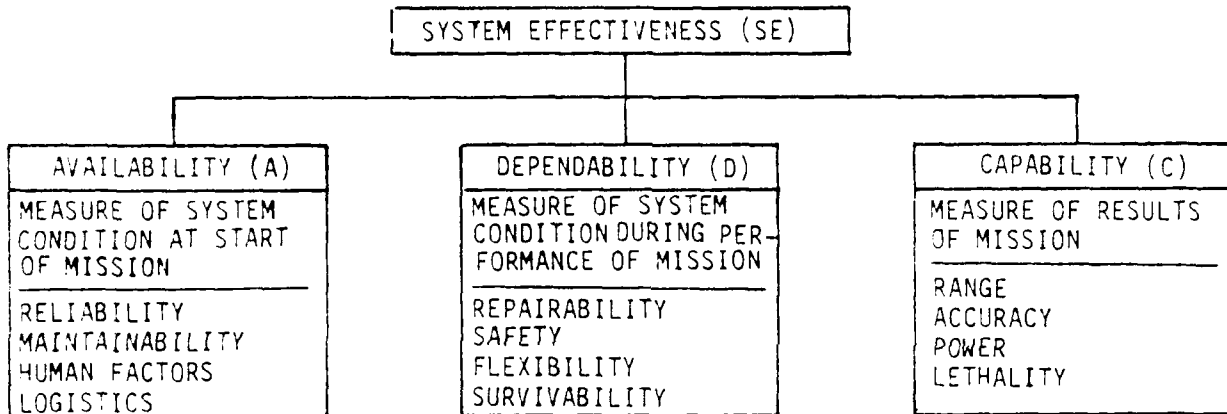 SYSTEM EFFECTIVENESS (SE)
AVAILABILITY (A)
MEASURE OF SYSTEM
CONDITION AT START
OF MISSION
RELIABILITY
MAINTAINABILITY
HUMAN FACTORS
LOGISTICS
DEPENDABILITY (D)
MEASURE OF SYSTEM
CONDITION DURING PER-
FORMANCE OF MISSION
REPAIRABILITY
SAFETY
FLEXIBILITY
SURVIVABILITY
CAPABILITY (C)
MEASURE OF RESULTS
OF MISSION
RANGE
ACCURACY
POWER
LETHALITY